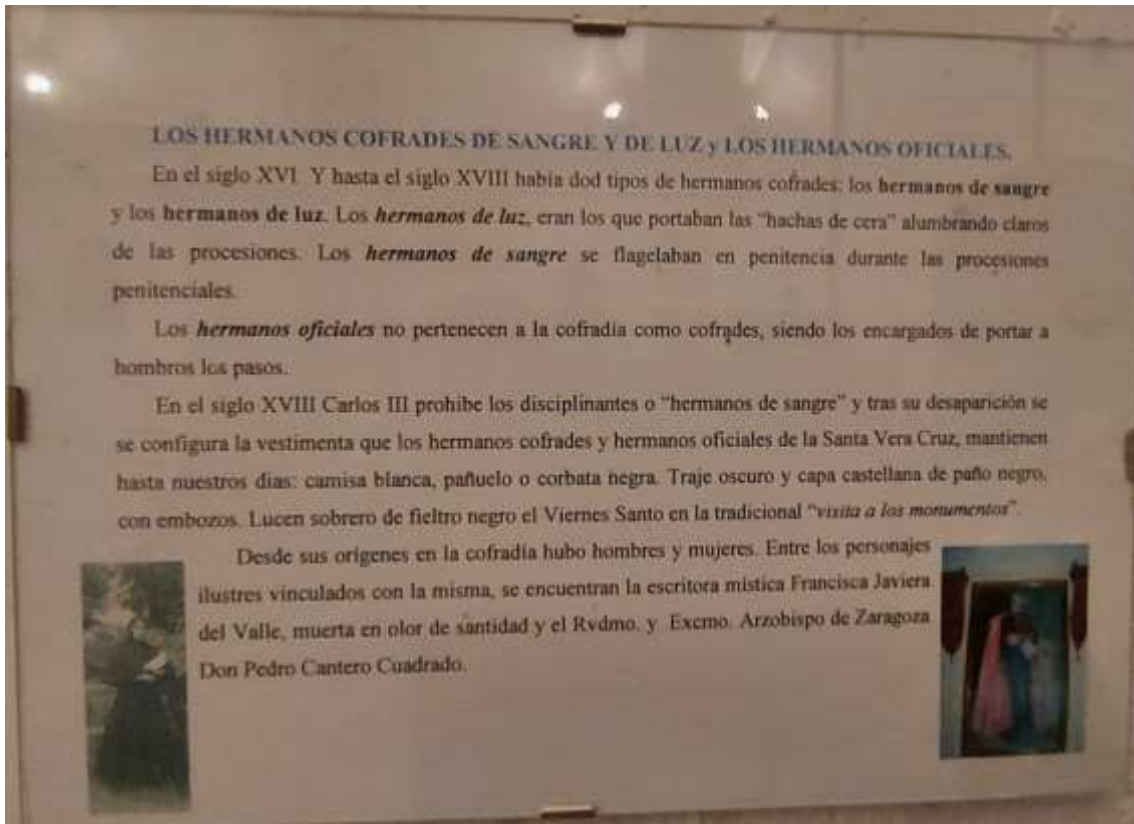 LOS HERMANOS COFRADES DE SANGRE Y DE LUZ y LOS HERMANOS OFICIALES.
En el siglo XVI Y hasta el siglo XVIII había dod tipos de hermanos cofrades: los hermanos de sangre
y los hermanos de luz. Los hermanos de luz, eran los que portaban las "hachas de cera" alumbrando claros
de las procesiones. Los hermanos de sangre se flagelaban en penitencia durante las procesiones
penitenciales.
Los hermanos oficiales no pertenecen a la cofradía como cofrades, siendo los encargados de portar a
hombros los pasos.
En el siglo XVIII Carlos III prohibe los disciplinantes o "hermanos de sangre" y tras su desaparición se
se configura la vestimenta que los hermanos cofrades y hermanos oficiales de la Santa Vera Cruz, mantienen
hasta nuestros dias: camisa blanca, pañuelo o corbata negra. Traje oscuro y capa castellana de paño negro,
con embozos. Lucen sobrero de fieltro negro el Viernes Santo en la tradicional "visita a los monumentos".
Desde sus orígenes en la cofradía hubo hombres y mujeres. Entre los personajes
ilustres vinculados con la misma, se encuentran la escritora mística Francisca Javiera
del Valle, muerta en olor de santidad y el Rvdmo. y Excmo. Arzobispo de Zaragoza
Don Pedro Cantero Cuadrado.